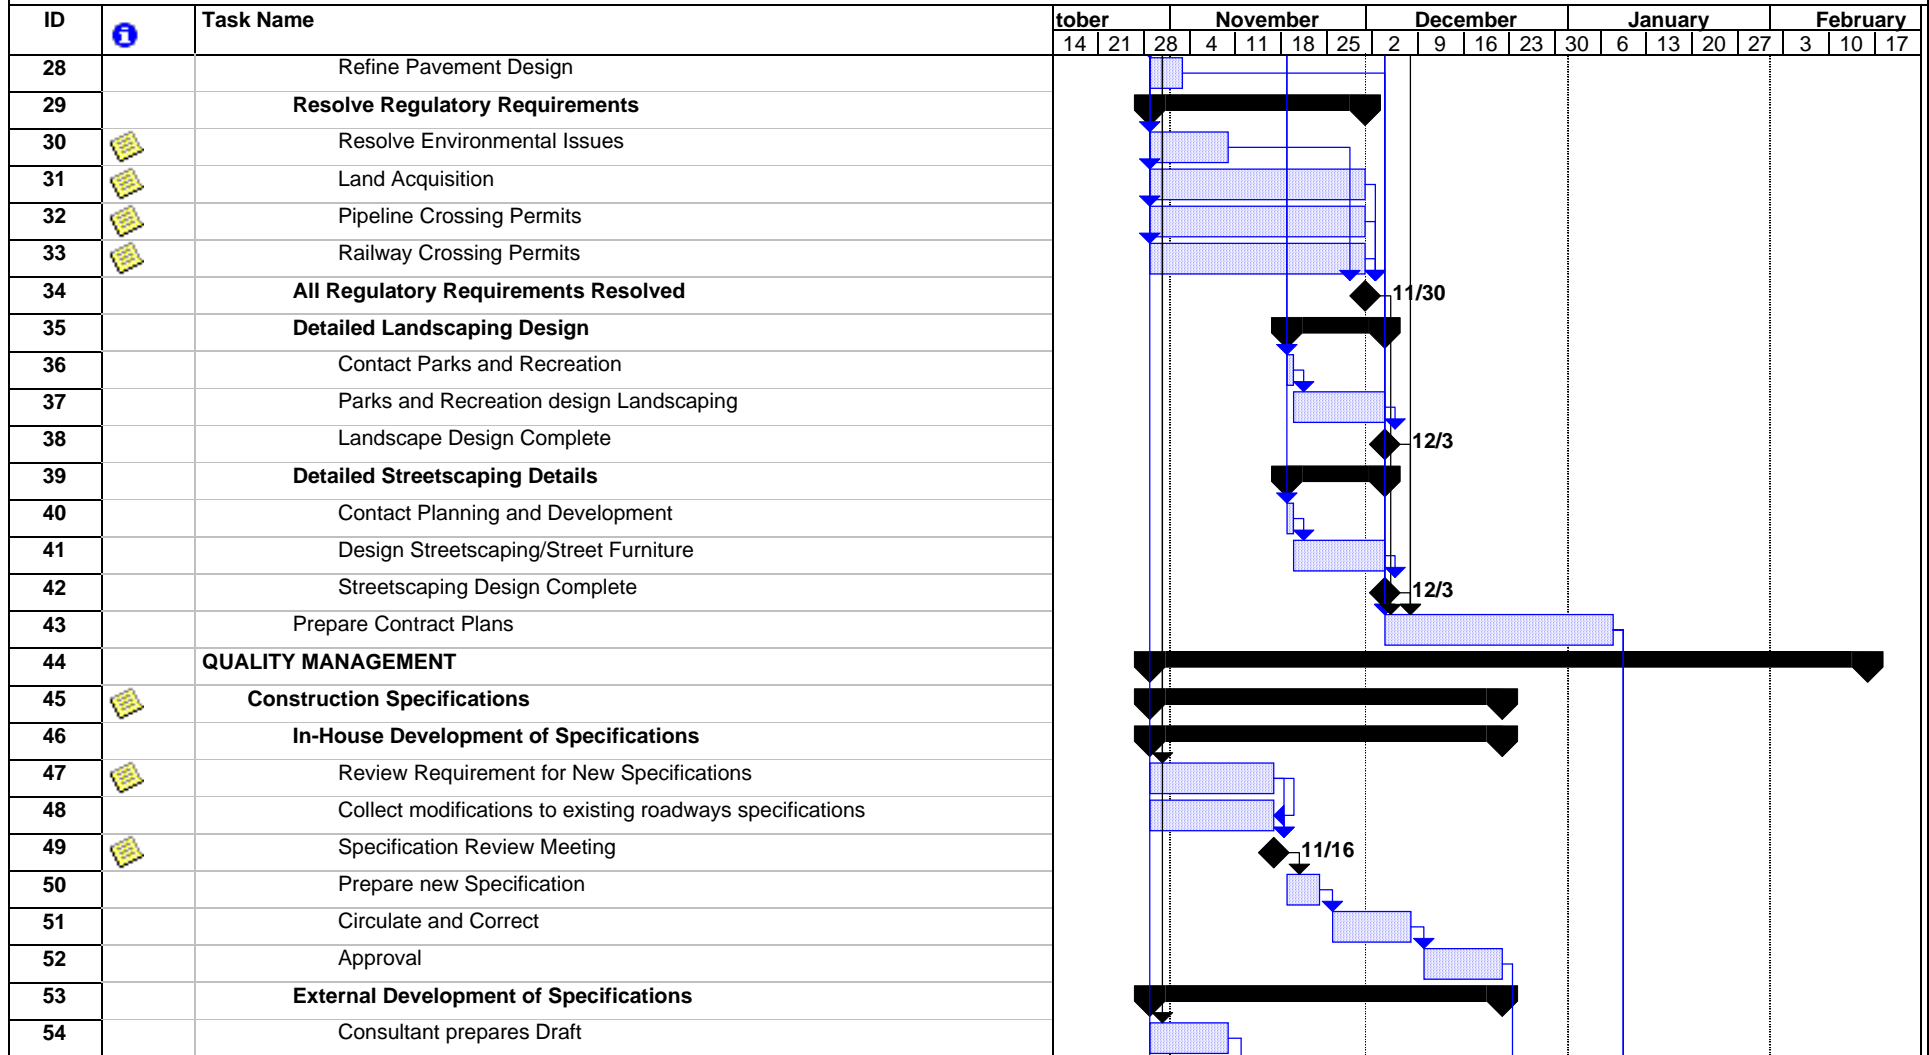 ID Task Name tober November December January February
14 21 28 4 11 18 25 2 9 16 23 30 6 13 20 27 3 10 17
28 Refine Pavement Design
29 Resolve Regulatory Requirements
30 Resolve Environmental Issues
31 Land Acquisition
32 Pipeline Crossing Permits
33 Railway Crossing Permits
34 All Regulatory Requirements Resolved 11/30
35 Detailed Landscaping Design
36 Contact Parks and Recreation
37 Parks and Recreation design Landscaping
38 Landscape Design Complete 12/3
39 Detailed Streetscaping Details
40 Contact Planning and Development
41 Design Streetscaping/Street Furniture
42 Streetscaping Design Complete 12/3
43 Prepare Contract Plans
44 QUALITY MANAGEMENT
45 Construction Specifications
46 In-House Development of Specifications
47 Review Requirement for New Specifications
48 Collect modifications to existing roadways specifications
49 Specification Review Meeting 11/16
50 Prepare new Specification
51 Circulate and Correct
52 Approval
53 External Development of Specifications
54 Consultant prepares Draft